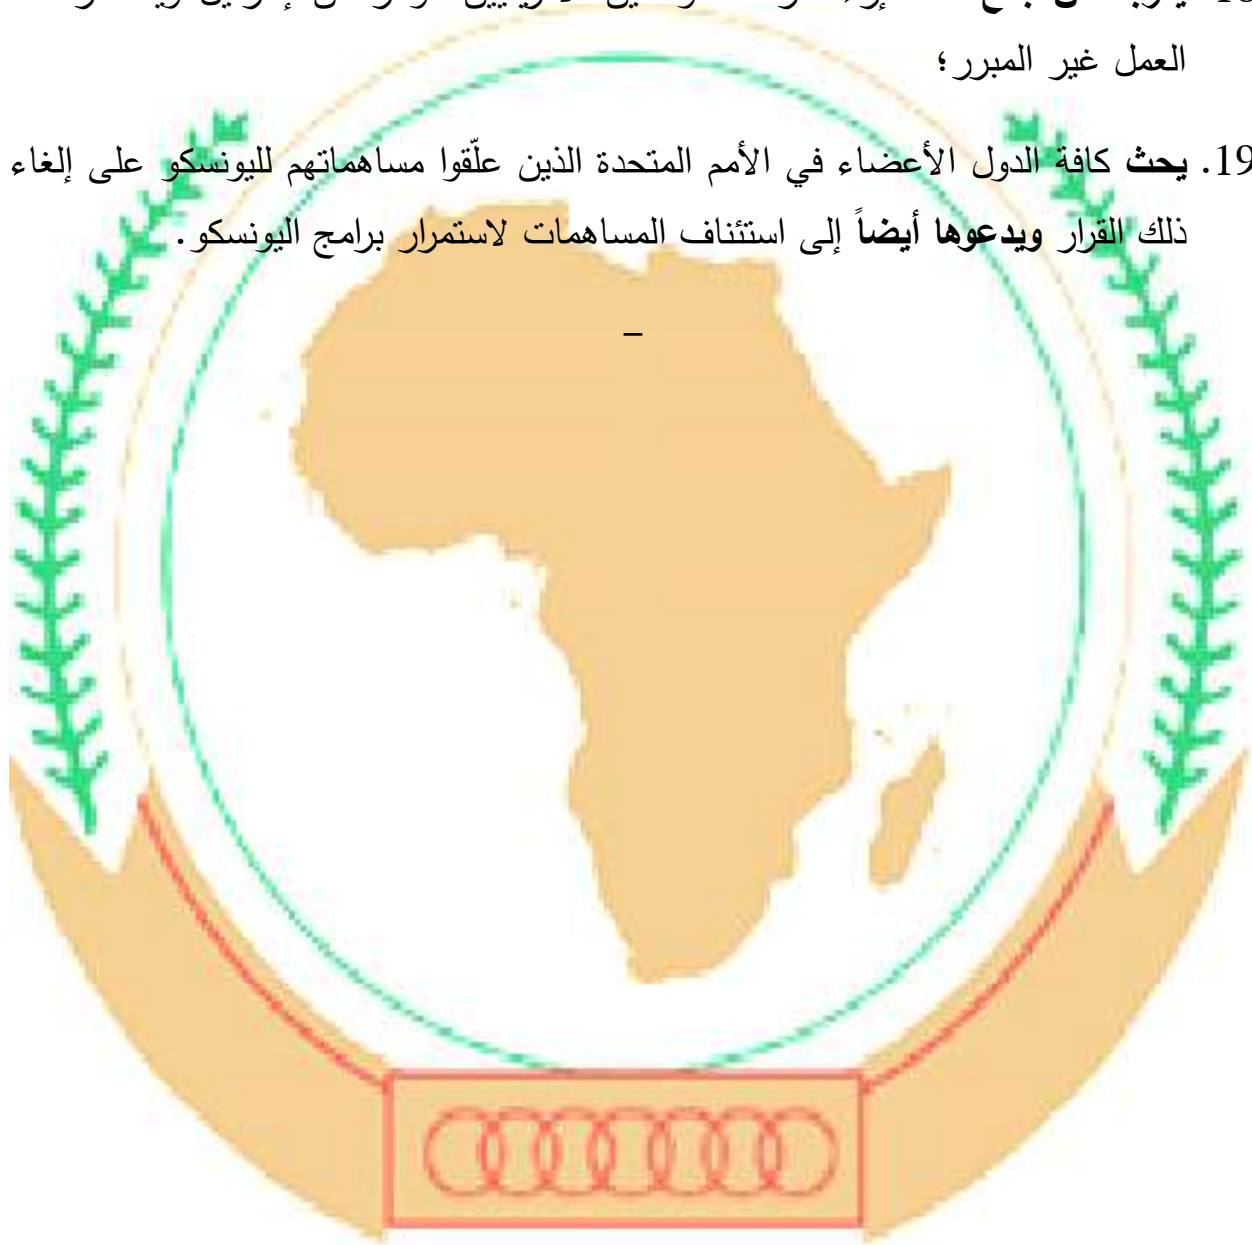 العمل غير المبرر؛
19. يحث كافة الدول الأعضاء في الأمم المتحدة الذين علّقوا مساهماتهم لليونسكو على إلغاء
ذلك القرار ويدعوها أيضاً إلى استئناف المساهمات لاستمرار برامج اليونسكو.
–